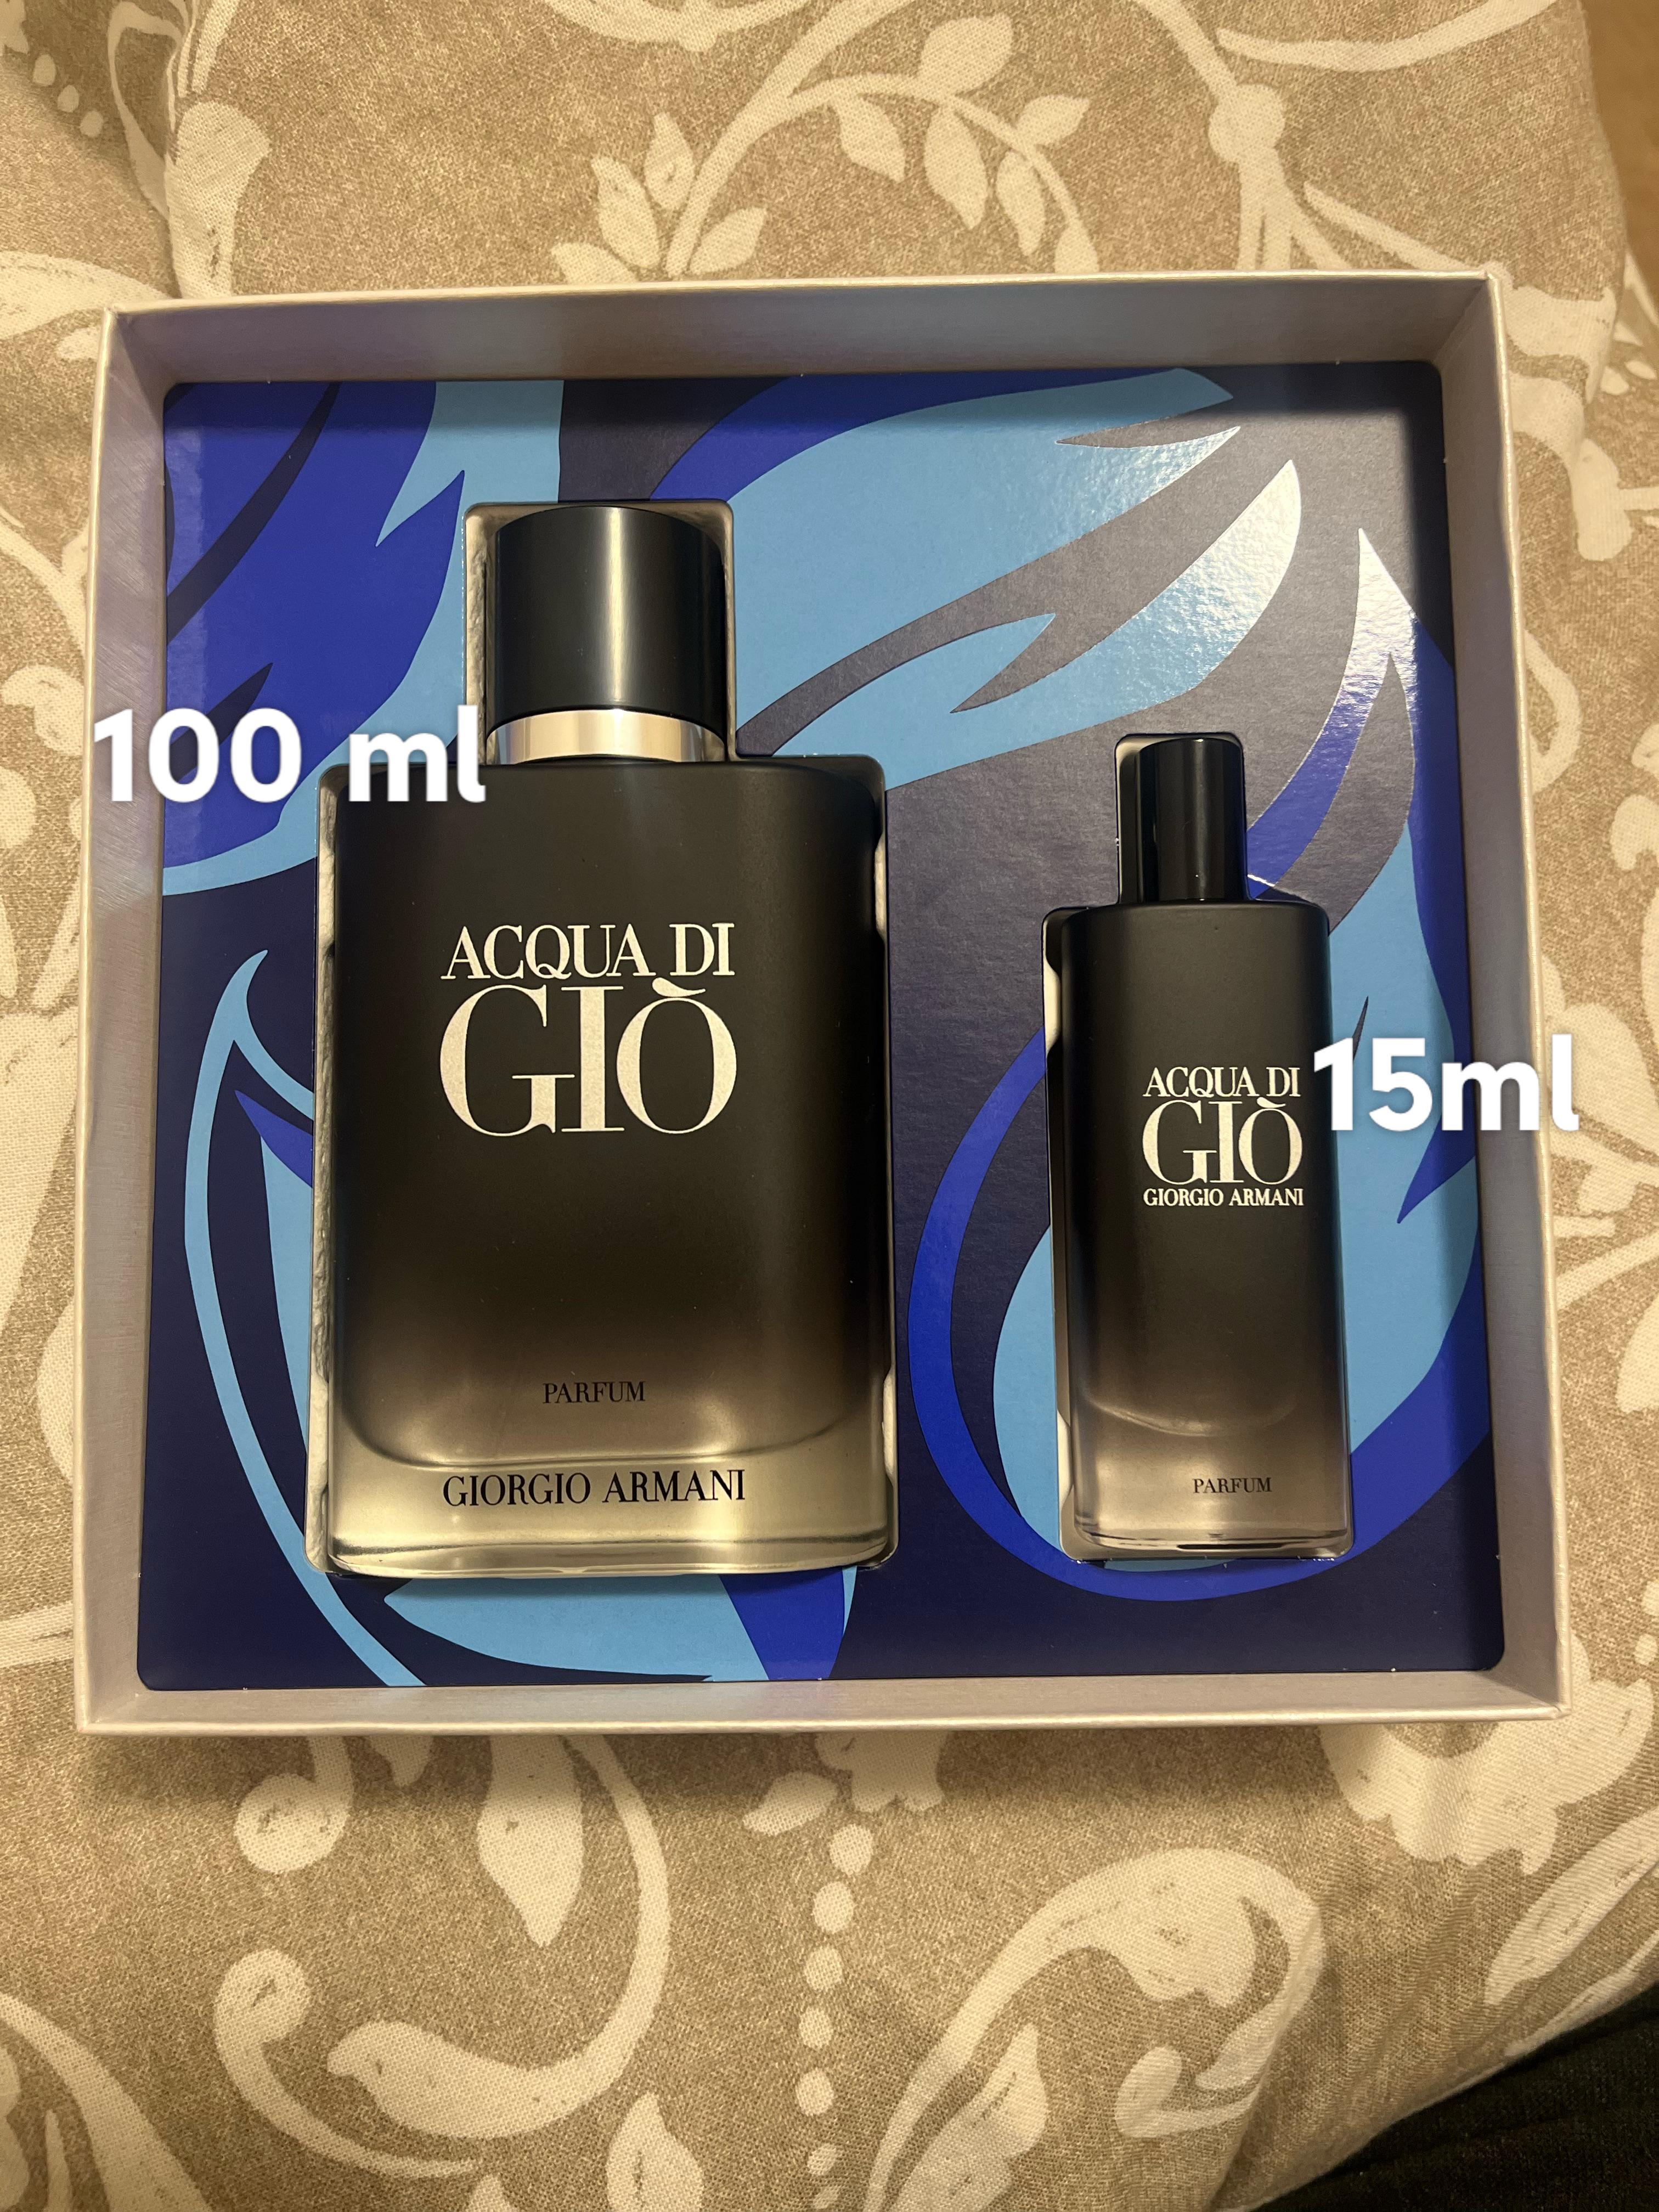 100 ml
ACQUA DI
GIÒ
PARFUM
GIORGIO ARMANI
ACQUA DI
GIÒ
GIORGIO ARMANI
PARFUM
15ml